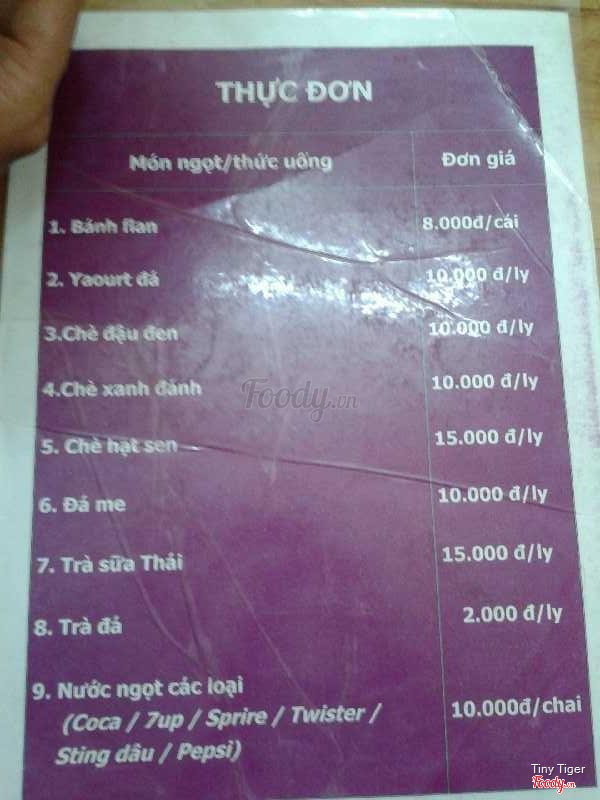 THỰC ĐƠN
Món ngọt/thức uống Đơn giá
1. Bánh flan 8.000đ/cái
2. Yaourt đá 10.000 đ/ly
3.Chè đậu đen 10.000 đ/ly
4.Chè xanh đánh 10.000 đ/ly
5. Chè hạt sen 15.000 đ/ly
6. Đá me 10.000 đ/ly
7. Trà sữa Thái 15.000 đ/ly
8. Trà đá 2.000 đ/ly
9. Nước ngọt các loại 10.000đ/chai
(Coca / 7up / Sprire / Twister /
Sting dâu / Pepsi)
Foody.vn
Tiny Tiger
Foody.vn